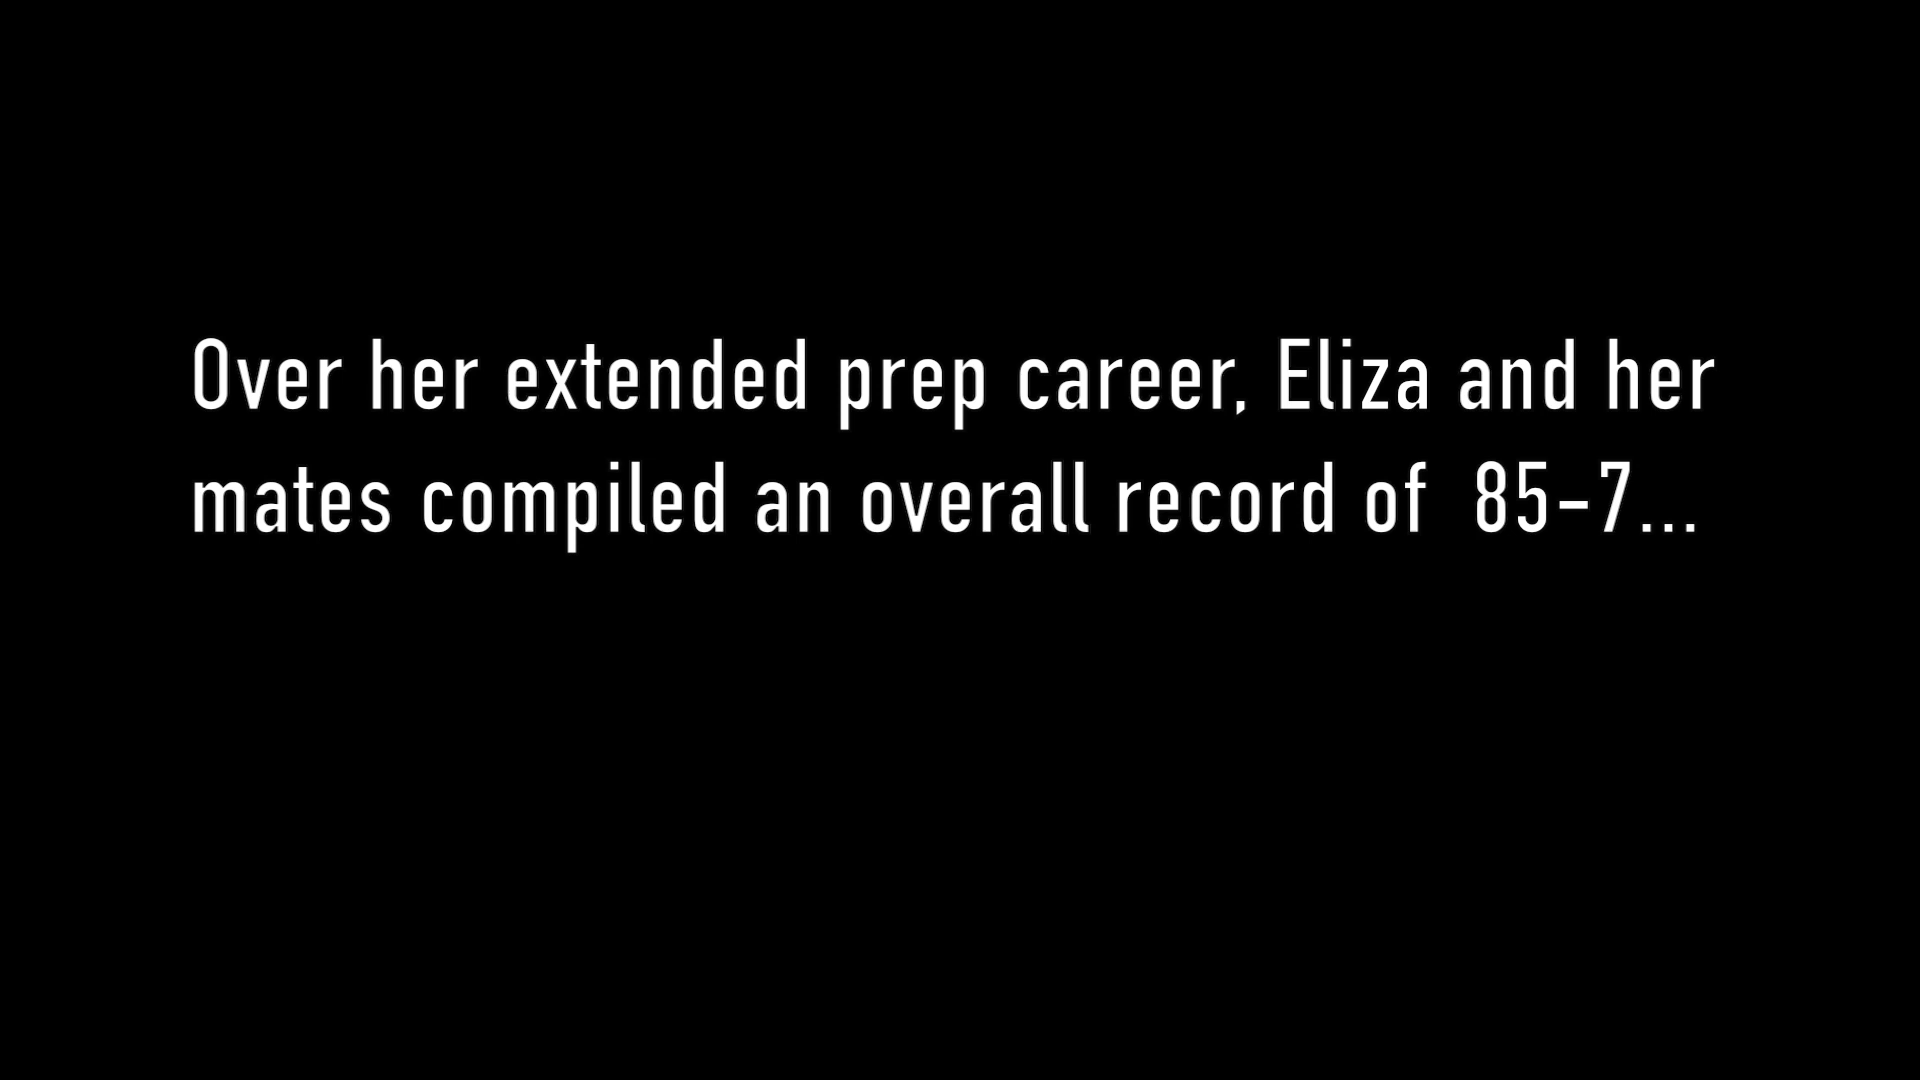 Over her extended prep career, Eliza and her
mates compiled an overall record of  85-7...